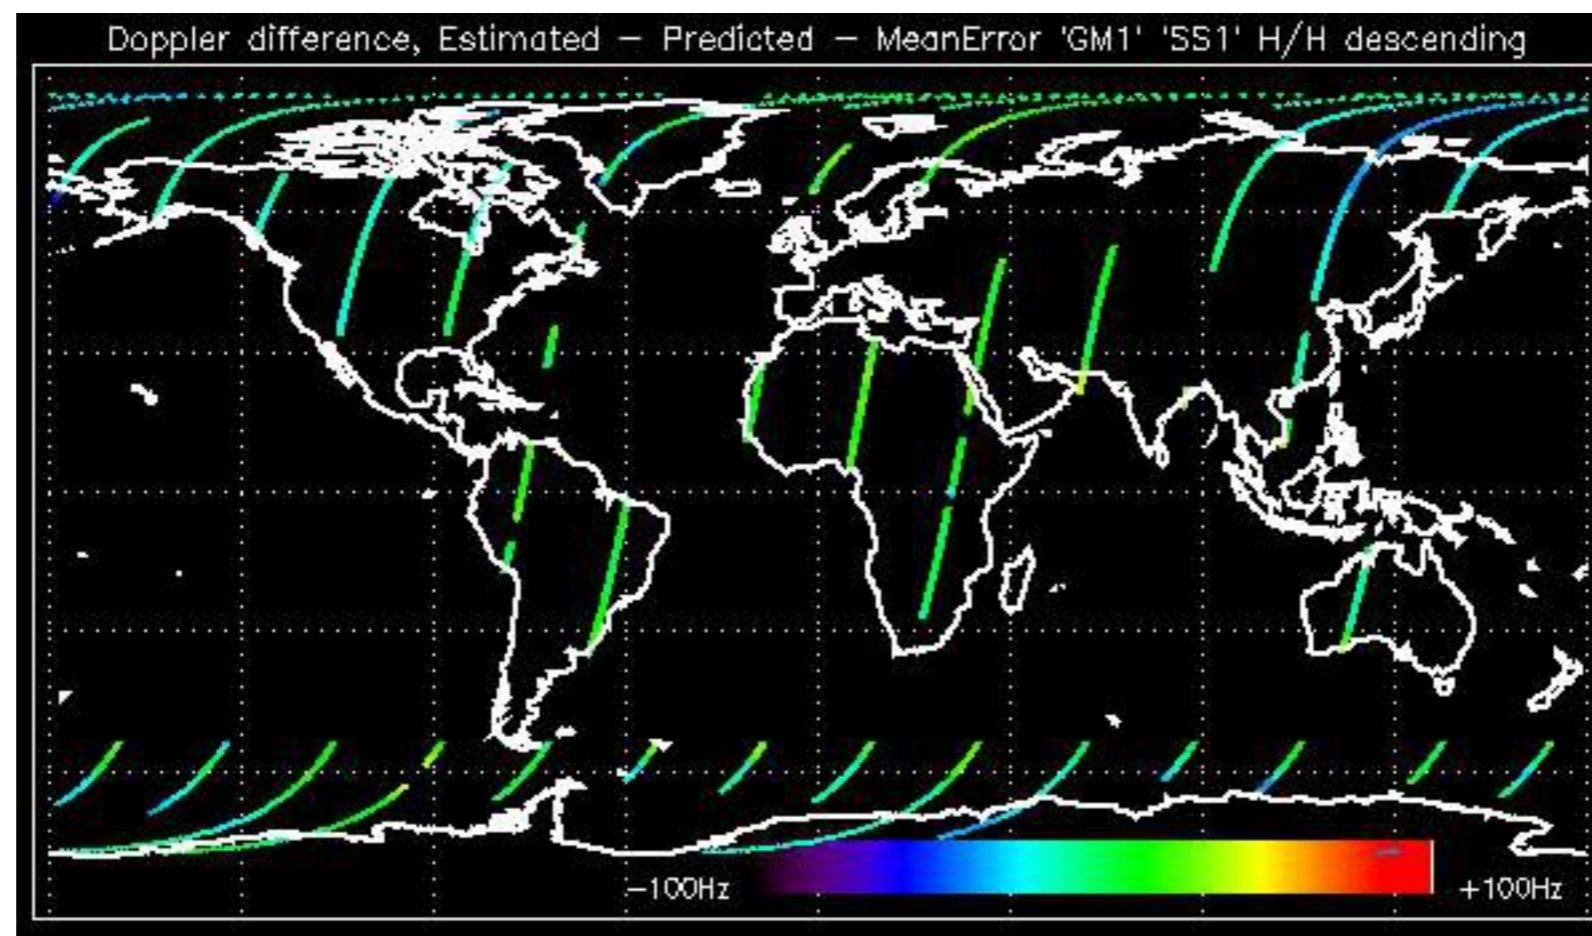 Doppler difference, Estimated − Predicted − MeanError 'GM1' 'SS1' H/H descending
−100Hz
+100Hz